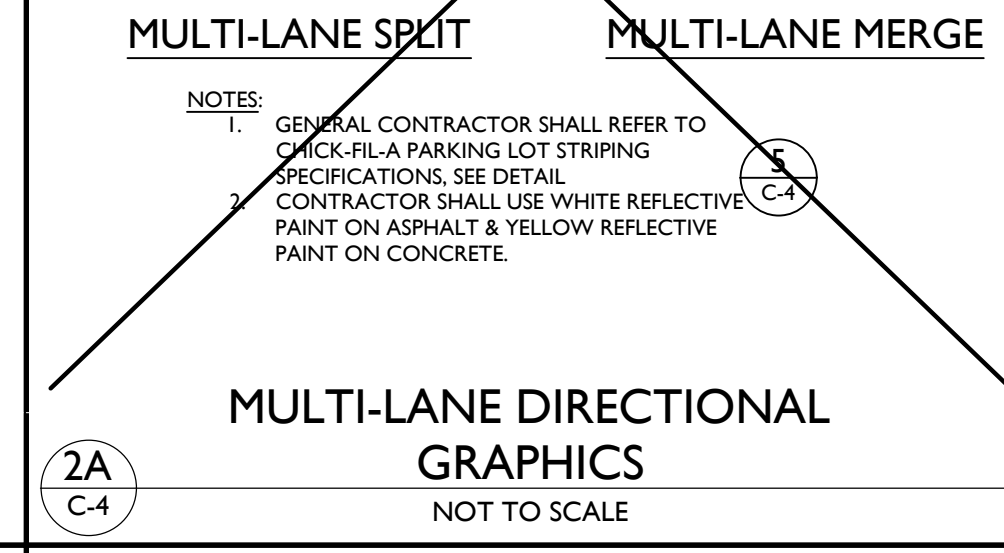 MULTI-LANE SPLIT
MULTI-LANE MERGE
NOTES:
1. GENERAL CONTRACTOR SHALL REFER TO
CHICK-FIL-A PARKING LOT STRIPING
SPECIFICATIONS, SEE DETAIL
5
C-4
2. CONTRACTOR SHALL USE WHITE REFLECTIVE
PAINT ON ASPHALT & YELLOW REFLECTIVE
PAINT ON CONCRETE.
MULTI-LANE DIRECTIONAL
GRAPHICS
2A
C-4
NOT TO SCALE